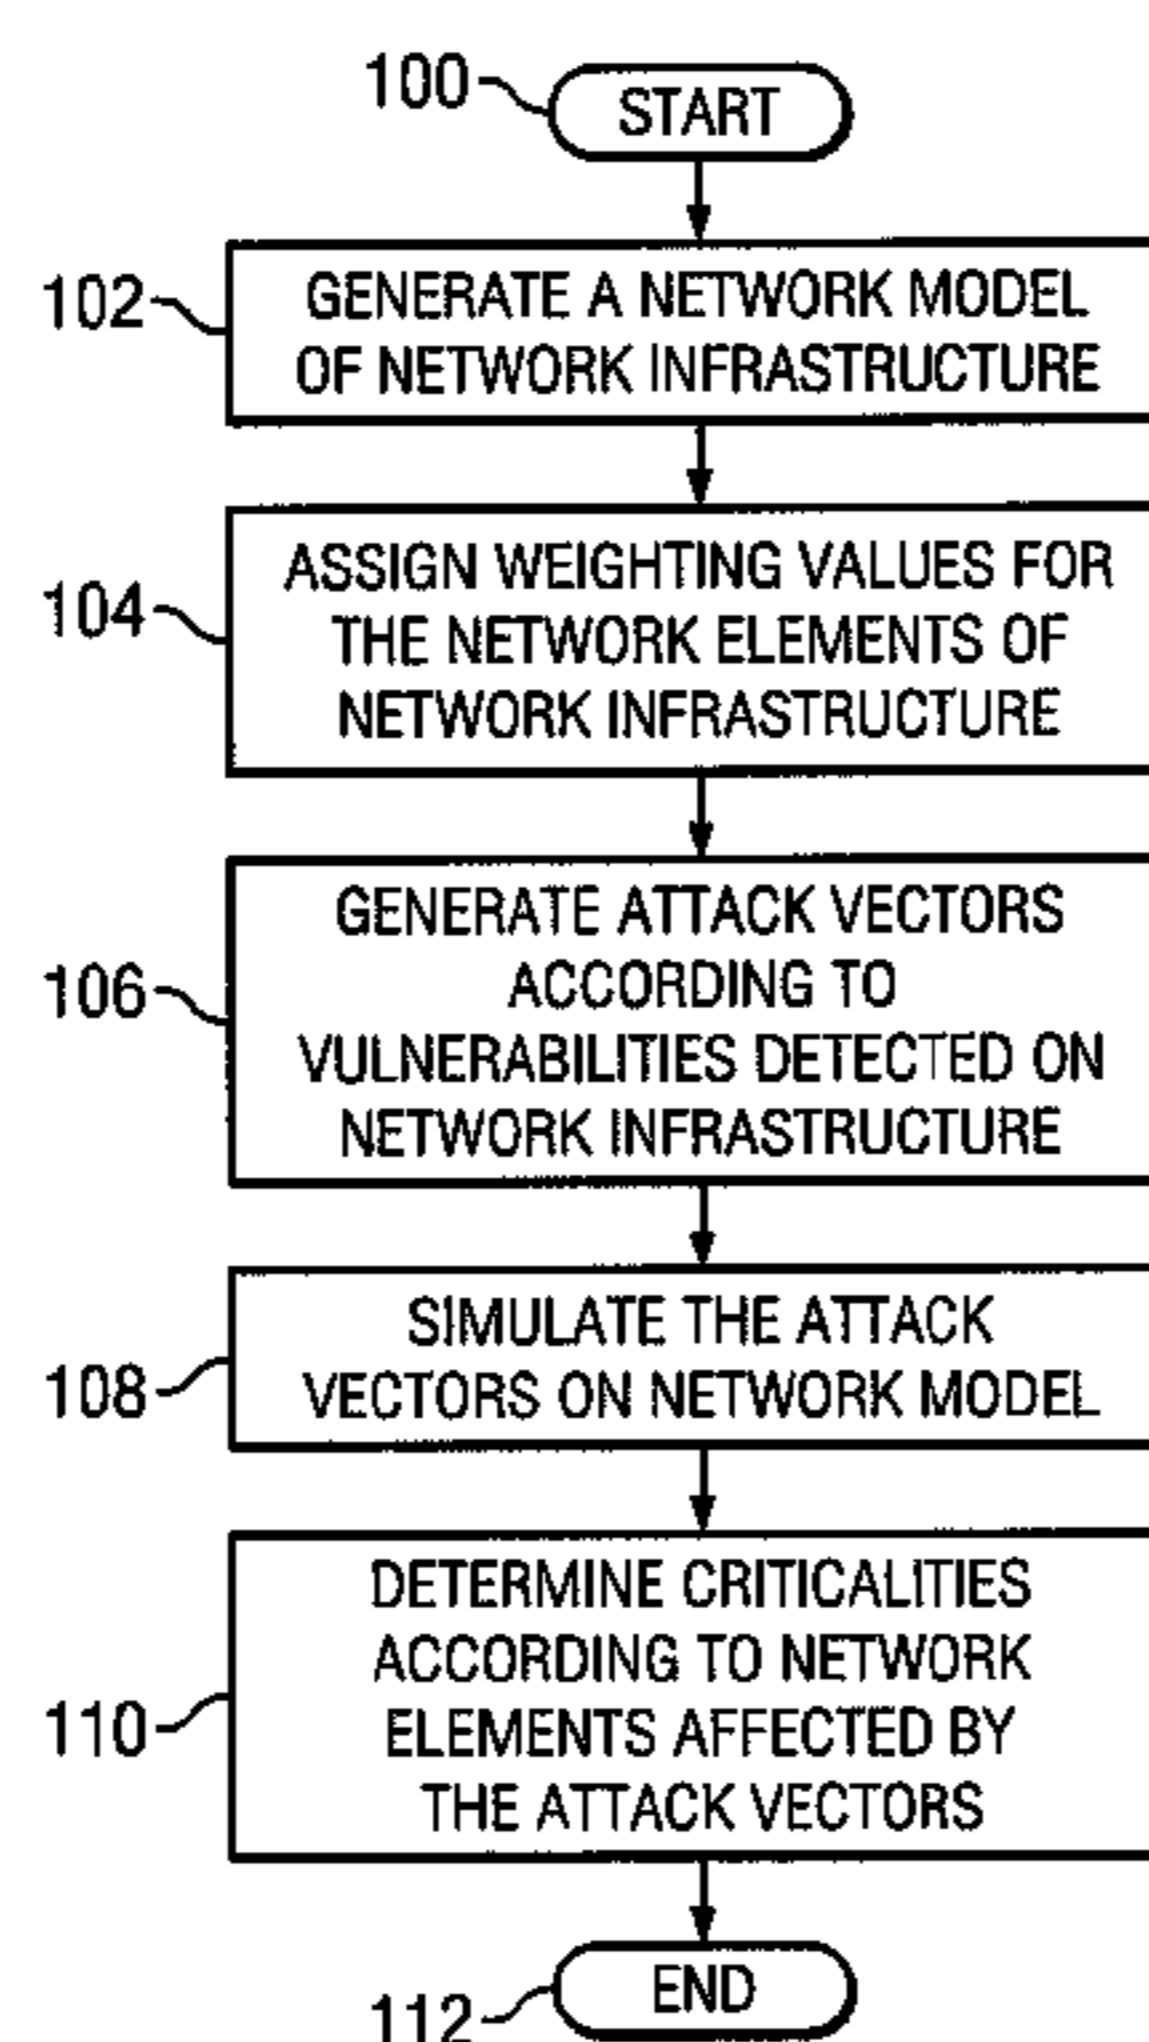 100
START
102
GENERATE A NETWORK MODEL
OF NETWORK INFRASTRUCTURE
104
ASSIGN WEIGHTING VALUES FOR
THE NETWORK ELEMENTS OF
NETWORK INFRASTRUCTURE
106
GENERATE ATTACK VECTORS
ACCORDING TO
VULNERABILITIES DETECTED ON
NETWORK INFRASTRUCTURE
108
SIMULATE THE ATTACK
VECTORS ON NETWORK MODEL
110
DETERMINE CRITICALITIES
ACCORDING TO NETWORK
ELEMENTS AFFECTED BY
THE ATTACK VECTORS
112
END